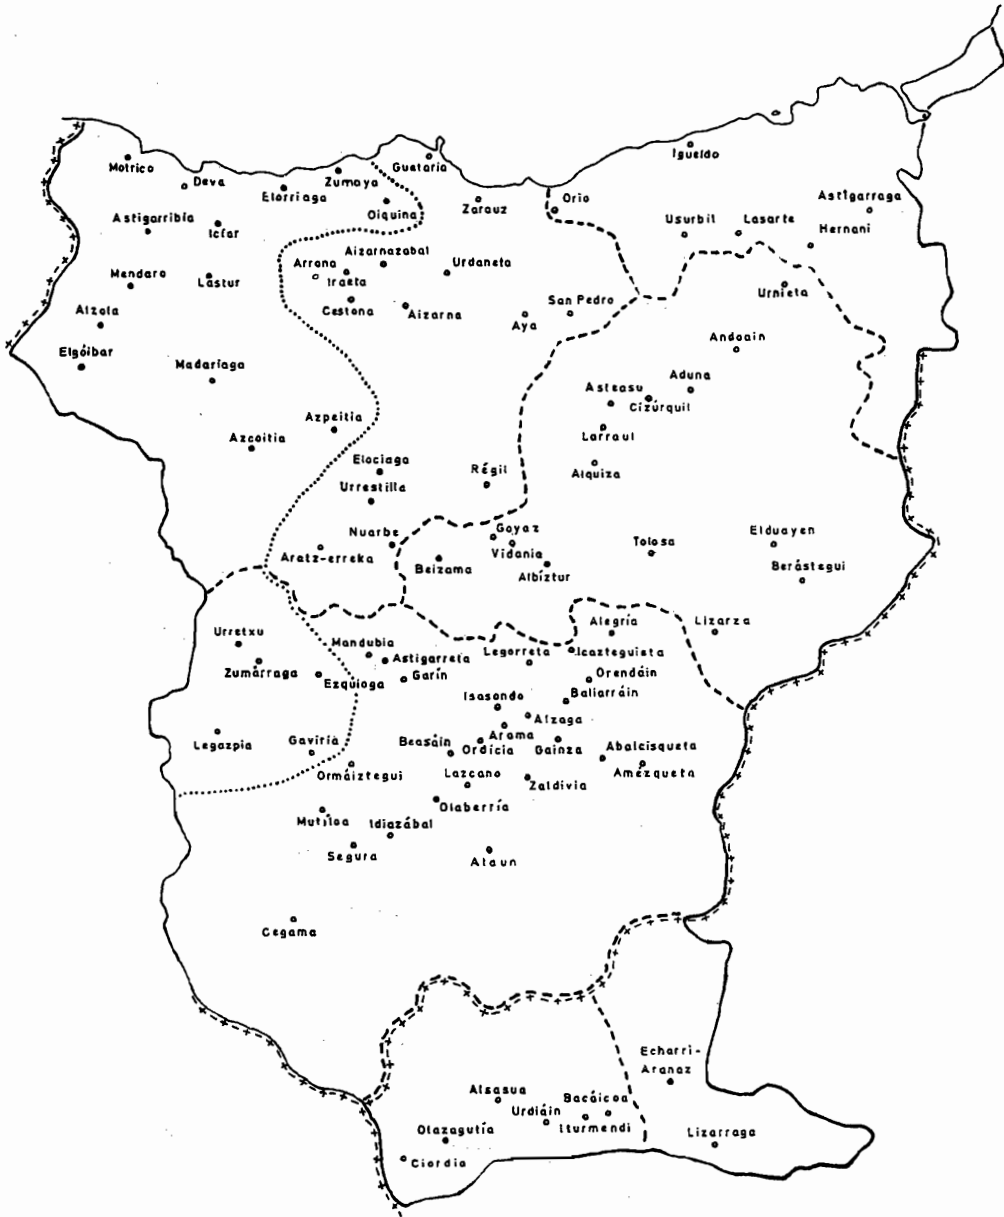 Igueldo
Guetaria
Motrico
Deva
Zumaya
Elorriaga
Zarauz
Orio
Astigarraga
Oiquina
Astigarribia
Icíar
Usurbil
Lasarte
Hernani
Aizarnazabal
Arrona
Iraeta
Urdaneta
Mendaro
Lástur
Cestona
Aizarna
San Pedro
Aya
Urnieta
Alzola
Elgóibar
Madariaga
Andoain
Aduna
Asteasu
Cizúrquil
Azpeitia
Azcoitia
Larraul
Alquiza
Elociaga
Urrestilla
Régil
Nuarbe
Goyaz
Vidania
Aratz-erreka
Beizama
Albiztur
Tolosa
Elduayen
Berástegui
Alegría
Lizarza
Urretxu
Mandubia
Astigarreta
Legorreta
Icazteguieta
Zumárraga
Ezquioga
Garín
Orendáin
Baliarráin
Isasondo
Alzaga
Arama
Legazpia
Gaviria
Beasáin
Ordicia
Gainza
Abalcisqueta
Amézqueta
Ormáiztegui
Lazcano
Zaldivia
Olaberría
Mutiloa
Idiazábal
Segura
Ataun
Cegama
Echarri-
Aranaz
Alsasua
Bacáicoa
Urdiáin
Iturmendi
Olazagutía
Lizarraga
Ciordia